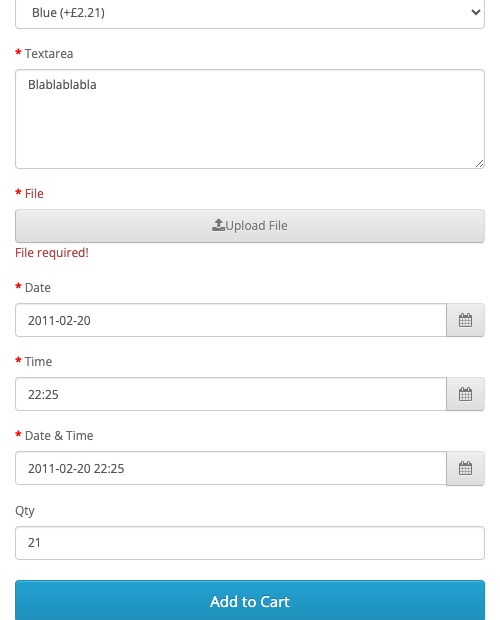 Blue (+£2.21)
* Textarea
Blablablabla
* File
Upload File
File required!
* Date
2011-02-20
* Time
22:25
* Date & Time
2011-02-20 22:25
Qty
21
Add to Cart